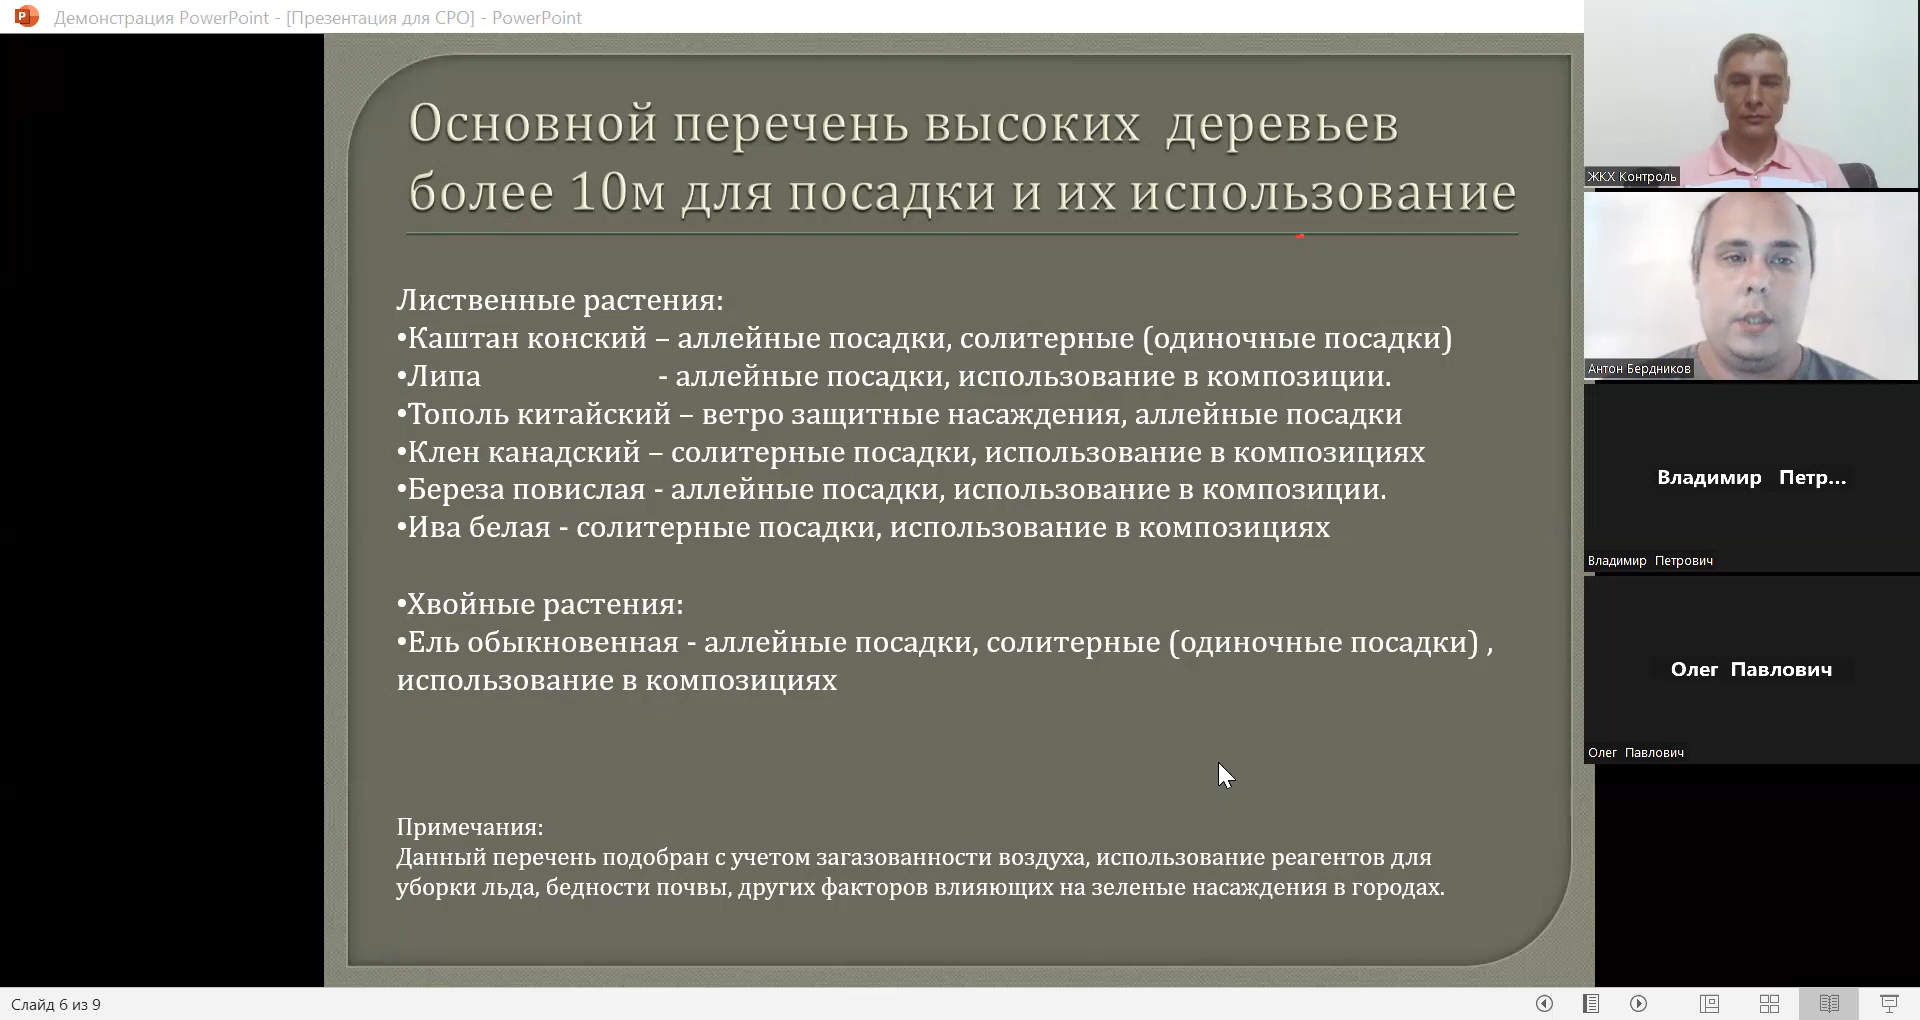 Демонстрация PowerPoint - [Презентация для СРО] - PowerPoint
Основной перечень высоких деревьев
более 10м для посадки и их использование
Лиственные растения:
•Каштан конский – аллейные посадки, солитерные (одиночные посадки)
•Липа - аллейные посадки, использование в композиции.
•Тополь китайский – ветро защитные насаждения, аллейные посадки
•Клен канадский – солитерные посадки, использование в композициях
•Береза повислая - аллейные посадки, использование в композиции.
•Ива белая - солитерные посадки, использование в композициях
•Хвойные растения:
•Ель обыкновенная - аллейные посадки, солитерные (одиночные посадки) ,
использование в композициях
Примечания:
Данный перечень подобран с учетом загазованности воздуха, использование реагентов для
уборки льда, бедности почвы, других факторов влияющих на зеленые насаждения в городах.
ЖКХ Контроль
Антон Бердников
Владимир Петр...
Владимир Петрович
Олег Павлович
Олег Павлович
Слайд 6 из 9